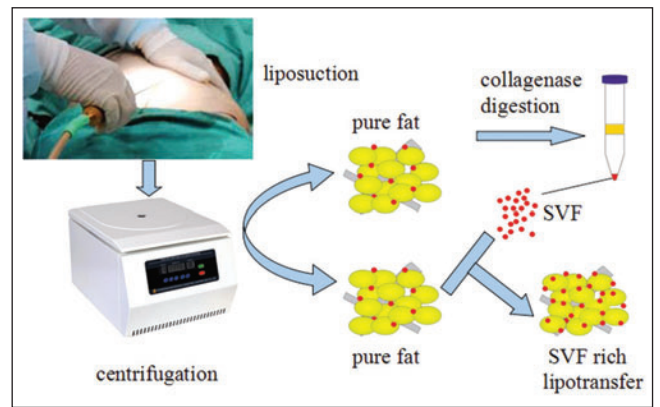 liposuction
collagenase
digestion
pure fat
SVF
pure fat
centrifugation
SVF rich
lipotransfer